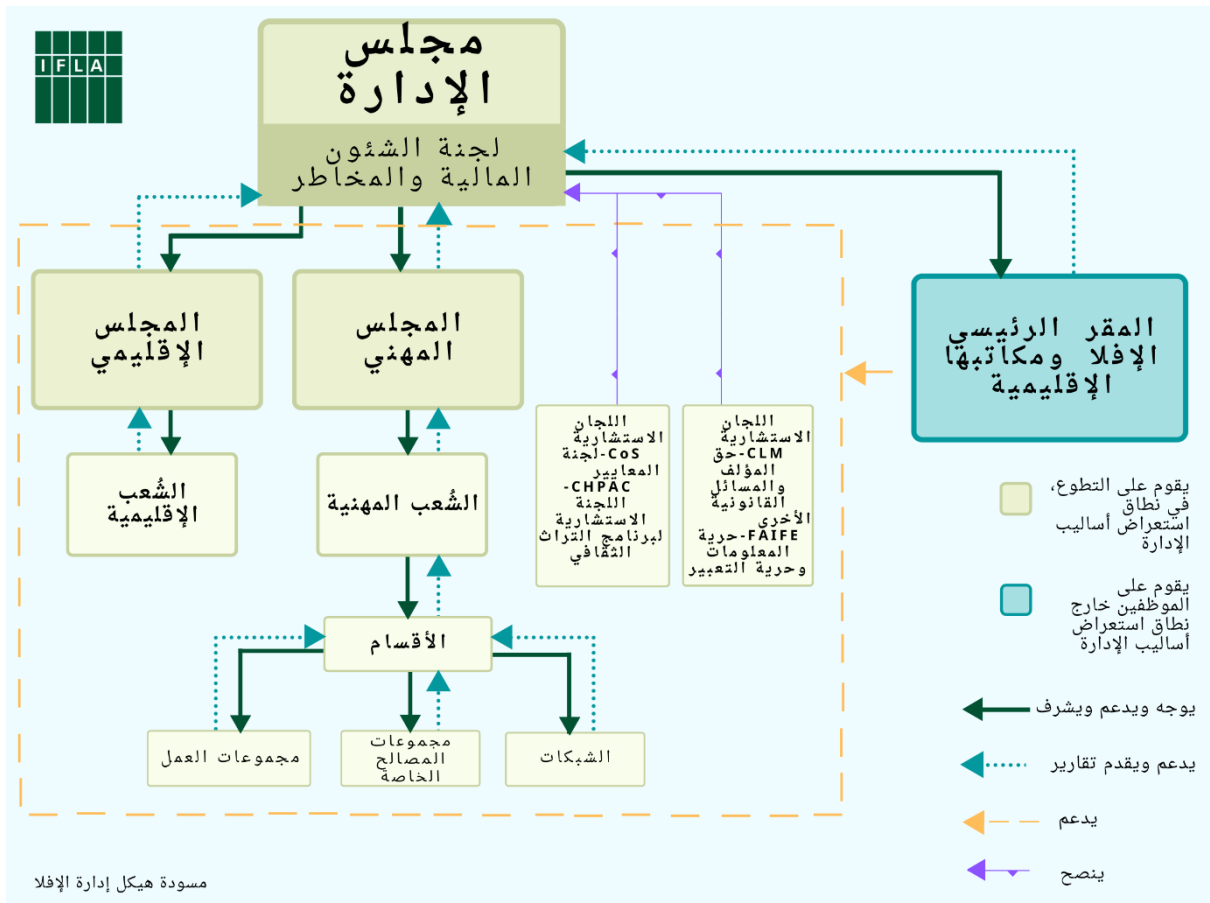 IFLA
مجلس
الإدارة
لجنة الشئون
المالية والمخاطر
المجلس
الإقليمي
المجلس
المهني
المقر الرئيسي
الإفلا ومكاتبها
الإقليمية
الشُعب
الإقليمية
الشُعب المهنية
اللجان
الاستشارية
CoS-لجنة
المعايير
CHPAC-
اللجنة
الاستشارية
لبرنامج التراث
الثقافي
اللجان
الاستشارية
CLM-حق
المؤلف
والمسائل
القانونية
الأخرى
FAIFE-حرية
المعلومات
وحرية التعبير
الأقسام
مجموعات العمل
مجموعات
المصالح
الخاصة
الشبكات
يقوم على التطوع،
في نطاق
استعراض أساليب
الإدارة
يقوم على
الموظفين خارج
نطاق استعراض
أساليب الإدارة
يوجه ويدعم ويشرف
يدعم ويقدم تقارير
يدعم
ينصح
مسودة هيكل إدارة الإفلا